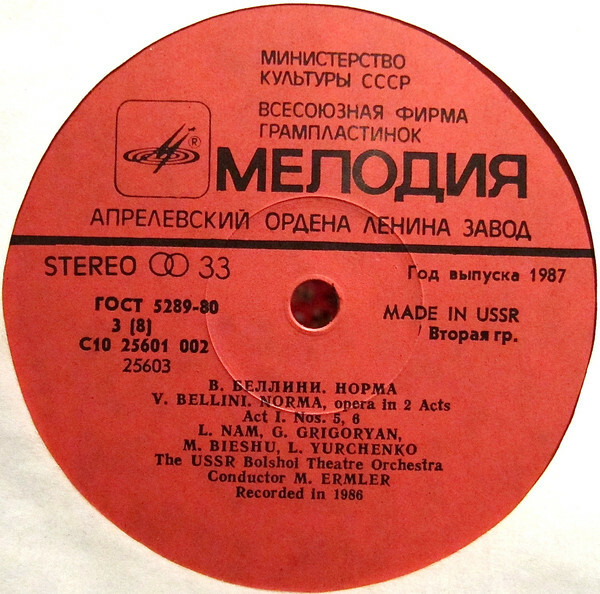 МИНИСТЕРСТВО
КУЛЬТУРЫ СССР
ВСЕСОЮЗНАЯ ФИРМА
ГРАМПЛАСТИНОК
®
МЕЛОДИЯ
АПРЕЛЕВСКИЙ ОРДЕНА ЛЕНИНА ЗАВОД
STEREO 33
Год выпуска 1987
ГОСТ 5289-80
3 (8)
С10 25601 002
25603
MADE IN USSR
Вторая гр.
В. БЕЛЛИНИ. НОРМА
V. BELLINI. NORMA, opera in 2 Acts
Act I. Nos. 5, 6
L. NAM, G. GRIGORYAN,
M. BIESHU, L. YURCHENKO
The USSR Bolshoi Theatre Orchestra
Conductor M. ERMLER
Recorded in 1986